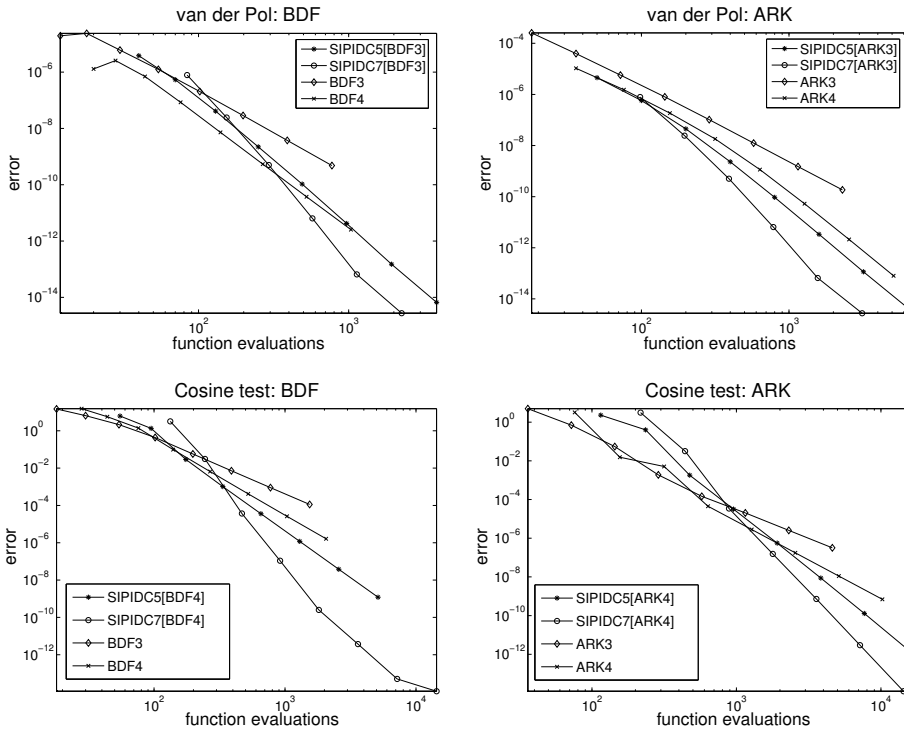 van der Pol: BDF
10^-6
10^-8
10^-10
10^-12
10^-14
error
SIPIDC5[BDF3]
SIPIDC7[BDF3]
BDF3
BDF4
10^2
10^3
function evaluations
van der Pol: ARK
10^-4
10^-6
10^-8
10^-10
10^-12
10^-14
error
SIPIDC5[ARK3]
SIPIDC7[ARK3]
ARK3
ARK4
10^2
10^3
function evaluations
Cosine test: BDF
10^0
10^-2
10^-4
10^-6
10^-8
10^-10
10^-12
error
SIPIDC5[BDF4]
SIPIDC7[BDF4]
BDF3
BDF4
10^2
10^3
10^4
function evaluations
Cosine test: ARK
10^0
10^-2
10^-4
10^-6
10^-8
10^-10
10^-12
error
SIPIDC5[ARK4]
SIPIDC7[ARK4]
ARK3
ARK4
10^2
10^3
10^4
function evaluations